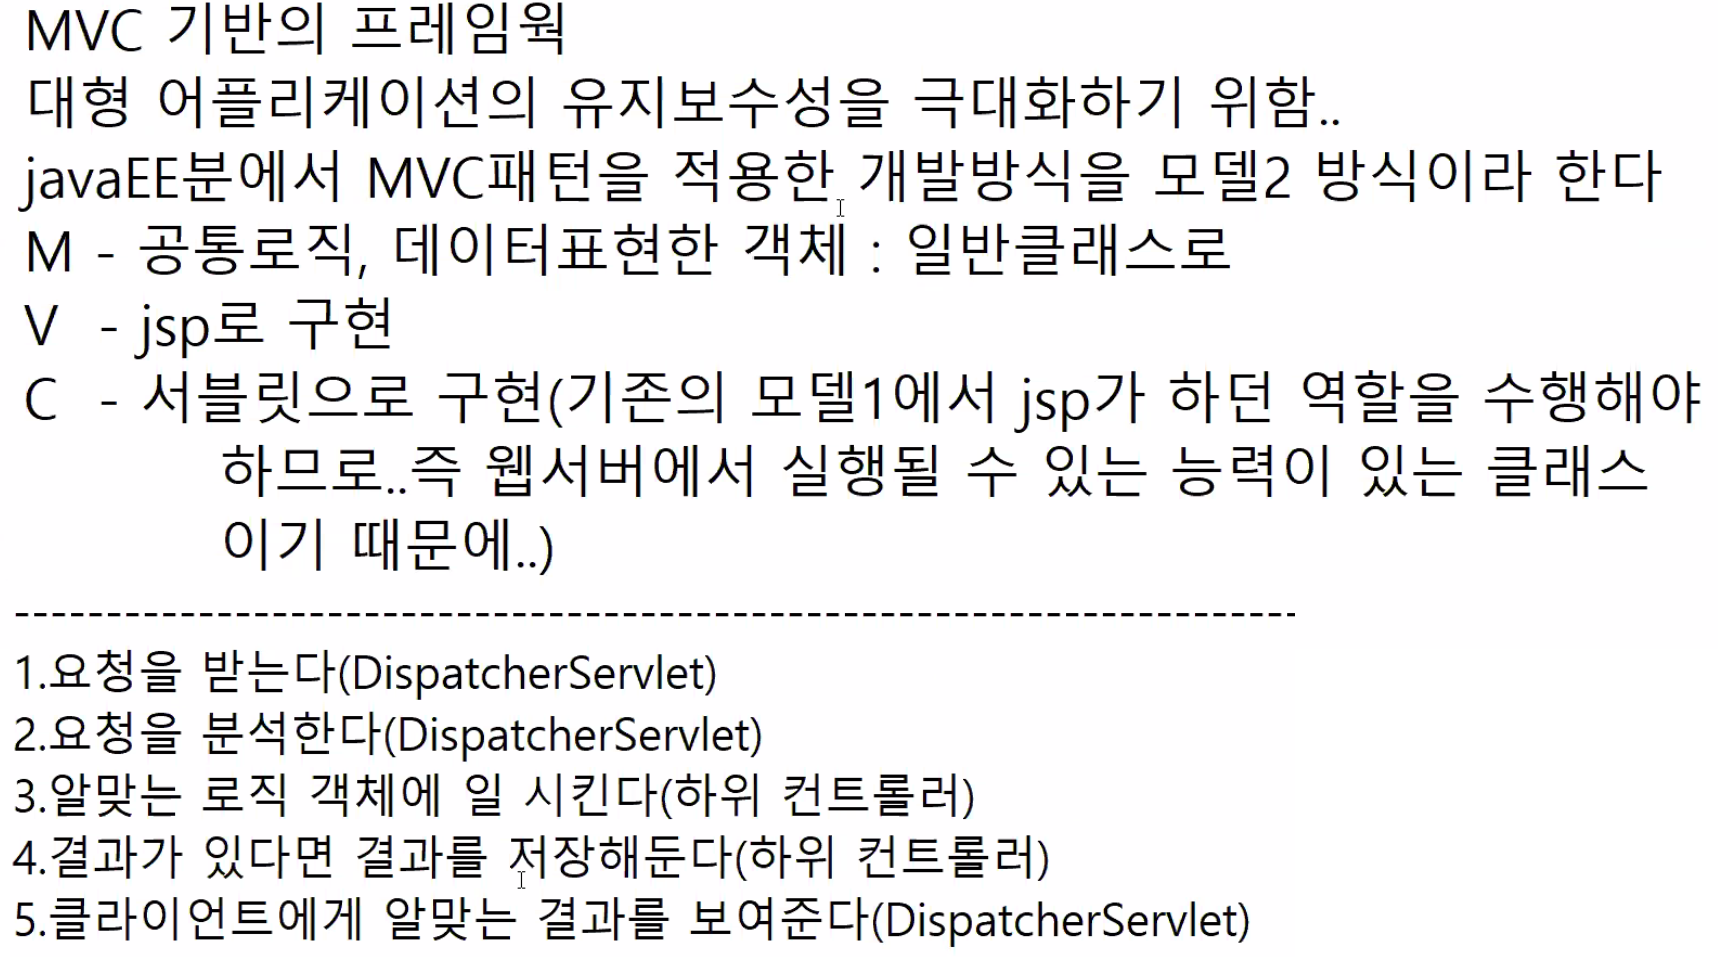 MVC 기반의 프레임웍
대형 어플리케이션의 유지보수성을 극대화하기 위함..
javaEE분에서 MVC패턴을 적용한 개발방식을 모델2 방식이라 한다
M - 공통로직, 데이터표현한 객체 : 일반클래스로
V - jsp로 구현
C - 서블릿으로 구현(기존의 모델1에서 jsp가 하던 역할을 수행해야
하므로..즉 웹서버에서 실행될 수 있는 능력이 있는 클래스
이기 때문에..)
----------------------------------------------------------------------
1.요청을 받는다(DispatcherServlet)
2.요청을 분석한다(DispatcherServlet)
3.알맞는 로직 객체에 일 시킨다(하위 컨트롤러)
4.결과가 있다면 결과를 저장해둔다(하위 컨트롤러)
5.클라이언트에게 알맞는 결과를 보여준다(DispatcherServlet)